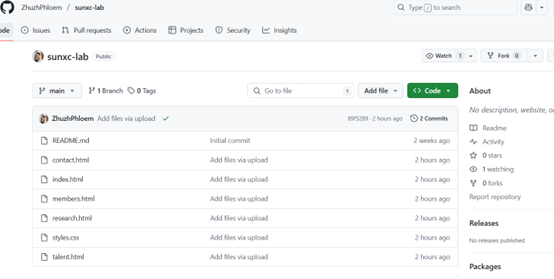 ZhuzhPhloem / sunxc-lab
Type / to search
ode
Issues
Pull requests
Actions
Projects
Security
Insights
sunxc-lab
Public
Watch 1
Fork 0
main
1 Branch
0 Tags
Go to file
t
Add file
Code
ZhuzhPhloem Add files via upload
2 hours ago
2 Commits
README.md Initial commit 2 weeks ago
contact.html Add files via upload 2 hours ago
index.html Add files via upload 2 hours ago
members.html Add files via upload 2 hours ago
research.html Add files via upload 2 hours ago
styles.css Add files via upload 2 hours ago
talent.html Add files via upload 2 hours ago
About
No description, website, o
Readme
Activity
0 stars
1 watching
0 forks
Report repository
Releases
No releases published
Packages